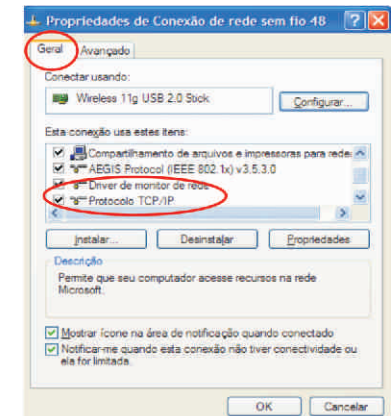 Propriedades de Conexão de rede sem fio 48
Geral Avançado
Conectar usando:
Wireless 11g USB 2.0 Stick
Configurar...
Esta conexão usa estes itens:
Compartilhamento de arquivos e impressoras para rede
AEGIS Protocol (IEEE 802.1x) v3.5.3.0
Driver de monitor de rede
Protocolo TCP/IP
Instalar... Desinstalar Propriedades
Descrição
Permite que seu computador acesse recursos na rede
Microsoft.
Mostrar ícone na área de notificação quando conectado
Notificar-me quando esta conexão não tiver conectividade ou
ela for limitada.
OK Cancelar